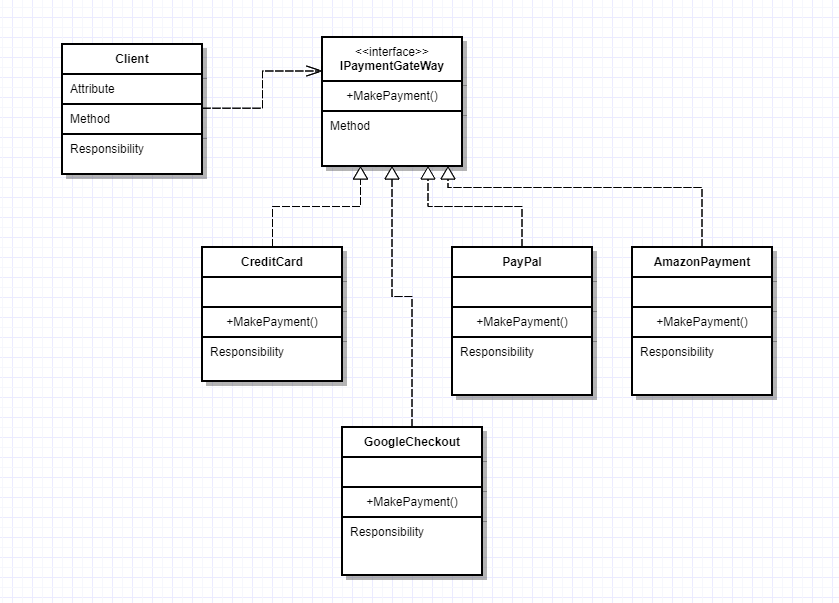 Client
Attribute
Method
Responsibility
<<interface>>
IPaymentGateWay
+MakePayment()
Method
CreditCard
+MakePayment()
Responsibility
PayPal
+MakePayment()
Responsibility
AmazonPayment
+MakePayment()
Responsibility
GoogleCheckout
+MakePayment()
Responsibility